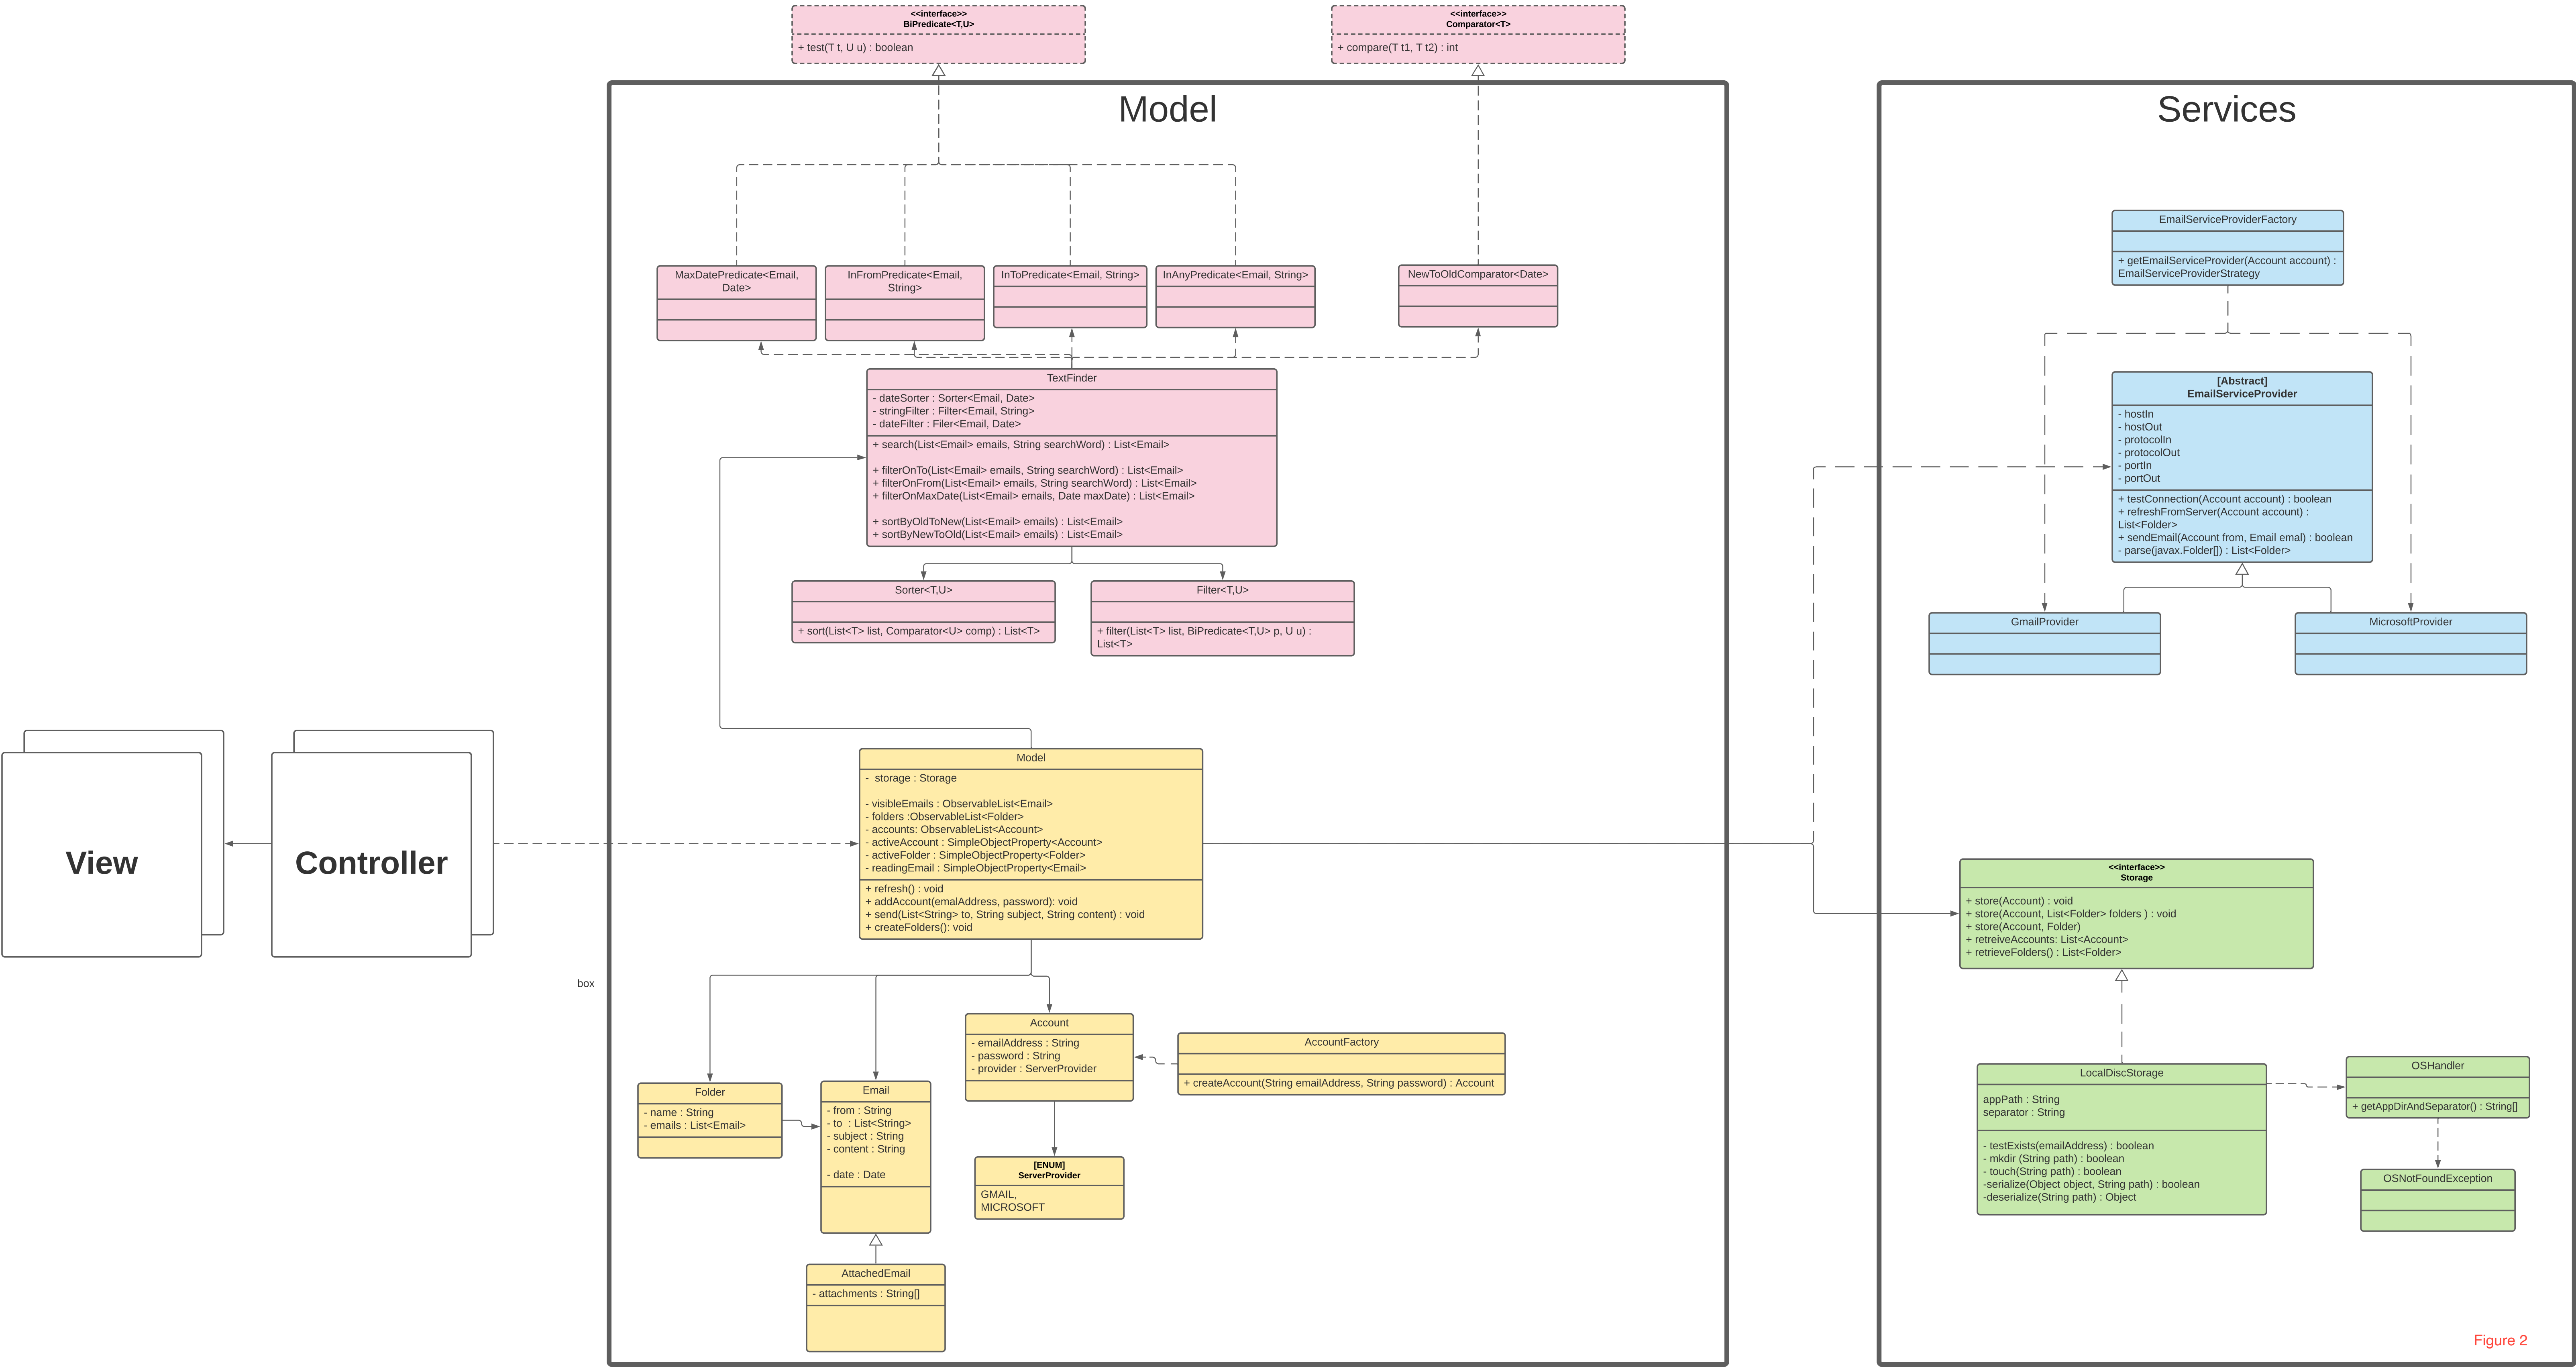 <<interface>>
BiPredicate<T,U>
+ test(T t, U u) : boolean
<<interface>>
Comparator<T>
+ compare(T t1, T t2) : int
Model
MaxDatePredicate<Email,
Date>
InFromPredicate<Email,
String>
InToPredicate<Email, String>
InAnyPredicate<Email, String>
NewToOldComparator<Date>
TextFinder
- dateSorter : Sorter<Email, Date>
- stringFilter : Filter<Email, String>
- dateFilter : Filer<Email, Date>
+ search(List<Email> emails, String searchWord) : List<Email>
+ filterOnTo(List<Email> emails, String searchWord) : List<Email>
+ filterOnFrom(List<Email> emails, String searchWord) : List<Email>
+ filterOnMaxDate(List<Email> emails, Date maxDate) : List<Email>
+ sortByOldToNew(List<Email> emails) : List<Email>
+ sortByNewToOld(List<Email> emails) : List<Email>
Sorter<T,U>
+ sort(List<T> list, Comparator<U> comp) : List<T>
Filter<T,U>
+ filter(List<T> list, BiPredicate<T,U> p, U u) :
List<T>
View
Controller
box
Model
- storage : Storage
- visibleEmails : ObservableList<Email>
- folders :ObservableList<Folder>
- accounts: ObservableList<Account>
- activeAccount : SimpleObjectProperty<Account>
- activeFolder : SimpleObjectProperty<Folder>
- readingEmail : SimpleObjectProperty<Email>
+ refresh() : void
+ addAccount(emalAddress, password): void
+ send(List<String> to, String subject, String content) : void
+ createFolders(): void
Account
- emailAddress : String
- password : String
- provider : ServerProvider
AccountFactory
+ createAccount(String emailAddress, String password) : Account
Folder
- name : String
- emails : List<Email>
Email
- from : String
- to : List<String>
- subject : String
- content : String
- date : Date
[ENUM]
ServerProvider
GMAIL,
MICROSOFT
AttachedEmail
- attachments : String[]
Services
EmailServiceProviderFactory
+ getEmailServiceProvider(Account account) :
EmailServiceProviderStrategy
[Abstract]
EmailServiceProvider
- hostIn
- hostOut
- protocolIn
- protocolOut
- portIn
- portOut
+ testConnection(Account account) : boolean
+ refreshFromServer(Account account) :
List<Folder>
+ sendEmail(Account from, Email emal) : boolean
- parse(javax.Folder[]) : List<Folder>
GmailProvider
MicrosoftProvider
<<interface>>
Storage
+ store(Account) : void
+ store(Account, List<Folder> folders ) : void
+ store(Account, Folder)
+ retreiveAccounts: List<Account>
+ retrieveFolders() : List<Folder>
LocalDiscStorage
appPath : String
separator : String
- testExists(emailAddress) : boolean
- mkdir (String path) : boolean
- touch(String path) : boolean
-serialize(Object object, String path) : boolean
-deserialize(String path) : Object
OSHandler
+ getAppDirAndSeparator() : String[]
OSNotFoundException
Figure 2